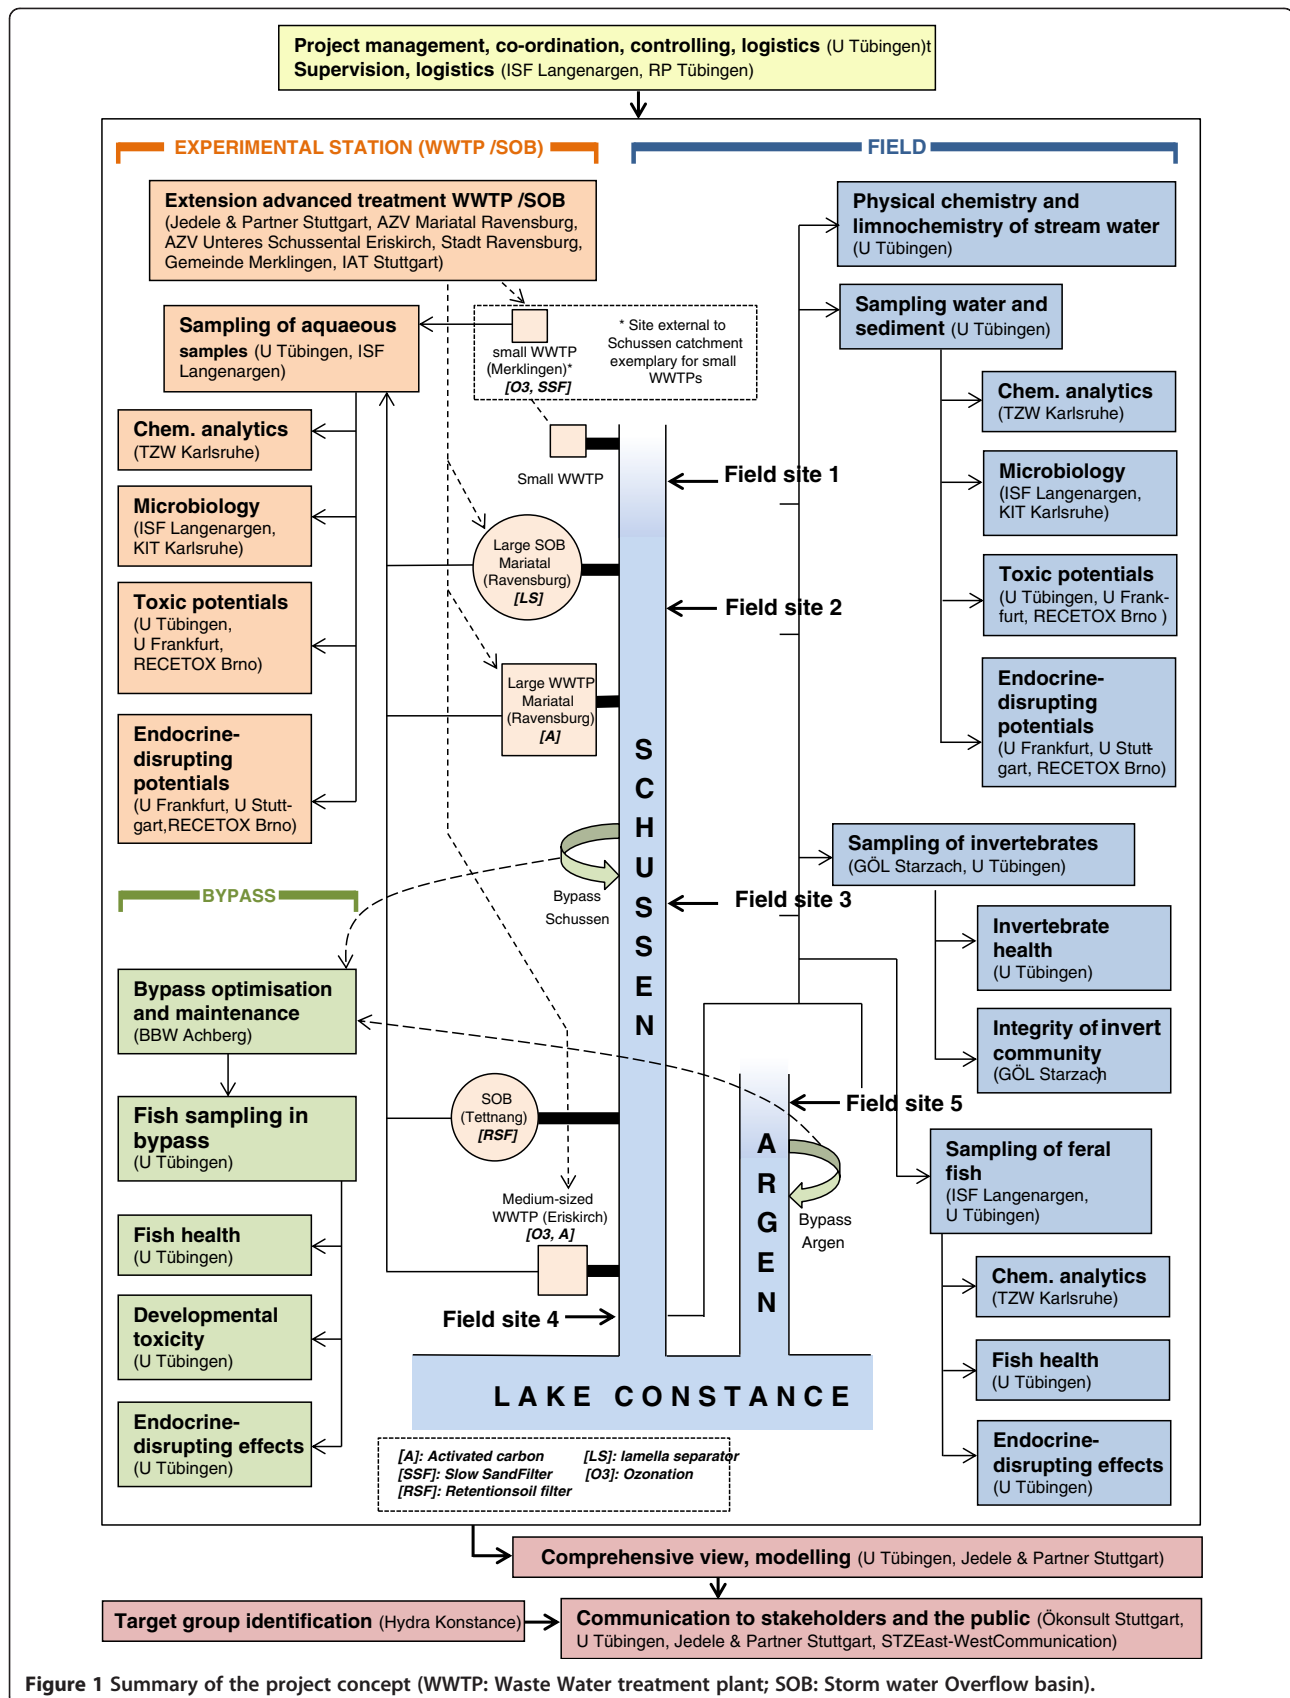 Project management, co-ordination, controlling, logistics (U Tübingen)t
Supervision, logistics (ISF Langenargen, RP Tübingen)
EXPERIMENTAL STATION (WWTP /SOB)
Extension advanced treatment WWTP /SOB
(Jedele & Partner Stuttgart, AZV Mariatal Ravensburg,
AZV Unteres Schussental Eriskirch, Stadt Ravensburg,
Gemeinde Merklingen, IAT Stuttgart)
Sampling of aquaeous
samples (U Tübingen, ISF
Langenargen)
small WWTP
(Merklingen)*
[O3, SSF]
* Site external to
Schussen catchment
exemplary for small
WWTPs
Chem. analytics
(TZW Karlsruhe)
Microbiology
(ISF Langenargen,
KIT Karlsruhe)
Toxic potentials
(U Tübingen,
U Frankfurt,
RECETOX Brno)
Endocrine-
disrupting
potentials
(U Frankfurt, U Stutt-
gart,RECETOX Brno)
Small WWTP
Large SOB
Mariatal
(Ravensburg)
[LS]
Large WWTP
Mariatal
(Ravensburg)
[A]
Bypass
Schussen
SOB
(Tettnang)
[RSF]
Medium-sized
WWTP (Eriskirch)
[O3, A]
BYPASS
Bypass optimisation
and maintenance
(BBW Achberg)
Fish sampling in
bypass
(U Tübingen)
Fish health
(U Tübingen)
Developmental
toxicity
(U Tübingen)
Endocrine-
disrupting effects
(U Tübingen)
SCHUSSEN
Field site 1
Field site 2
Field site 3
Field site 4
Field site 5
ARGEN
Bypass
Argen
LAKE CONSTANCE
[A]: Activated carbon
[LS]: lamella separator
[SSF]: Slow SandFilter
[O3]: Ozonation
[RSF]: Retentionsoil filter
FIELD
Physical chemistry and
limnochemistry of stream water
(U Tübingen)
Sampling water and
sediment (U Tübingen)
Chem. analytics
(TZW Karlsruhe)
Microbiology
(ISF Langenargen,
KIT Karlsruhe)
Toxic potentials
(U Tübingen, U Frank-
furt, RECETOX Brno )
Endocrine-
disrupting
potentials
(U Frankfurt, U Stutt-
gart, RECETOX Brno)
Sampling of invertebrates
(GÖL Starzach, U Tübingen)
Invertebrate
health
(U Tübingen)
Integrity of invert
community
(GÖL Starzach)
Sampling of feral
fish
(ISF Langenargen,
U Tübingen)
Chem. analytics
(TZW Karlsruhe)
Fish health
(U Tübingen)
Endocrine-
disrupting effects
(U Tübingen)
Comprehensive view, modelling (U Tübingen, Jedele & Partner Stuttgart)
Target group identification (Hydra Konstance)
Communication to stakeholders and the public (Ökonsult Stuttgart,
U Tübingen, Jedele & Partner Stuttgart, STZEast-WestCommunication)
Figure 1 Summary of the project concept (WWTP: Waste Water treatment plant; SOB: Storm water Overflow basin).